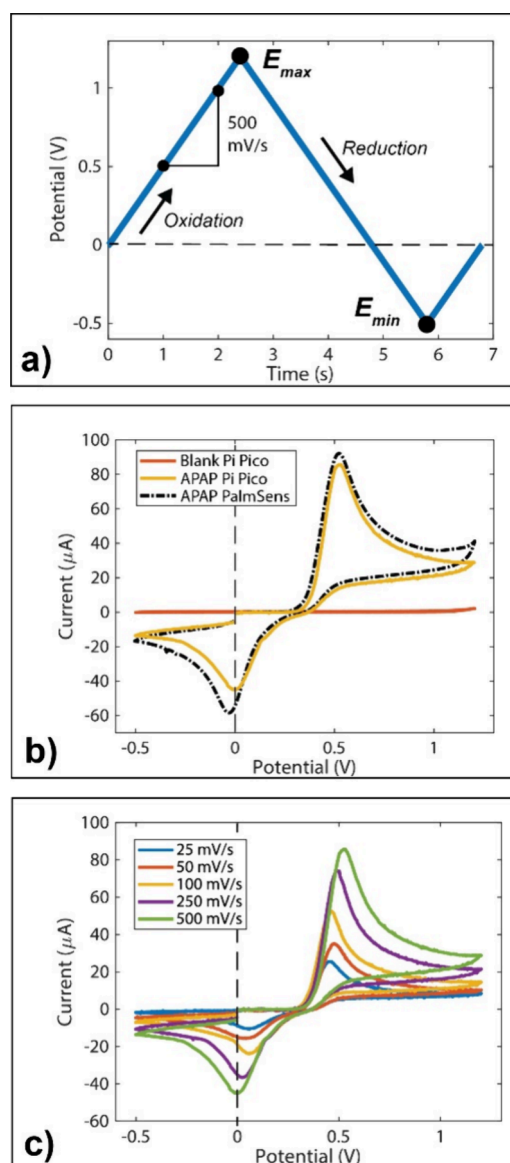 E_max
1
500
mV/s
Reduction
0.5
Oxidation
Potential (V)
0
E_min
-0.5
0 1 2 3 4 5 6 7
a)
Time (s)
100
Blank Pi Pico
80
APAP Pi Pico
60
APAP PalmSens
40
20
0
-20
-40
-60
Current (μA)
-0.5 0 0.5 1
b)
Potential (V)
100
25 mV/s
80
50 mV/s
60
100 mV/s
40
250 mV/s
20
500 mV/s
0
-20
-40
-60
Current (μA)
-0.5 0 0.5 1
c)
Potential (V)